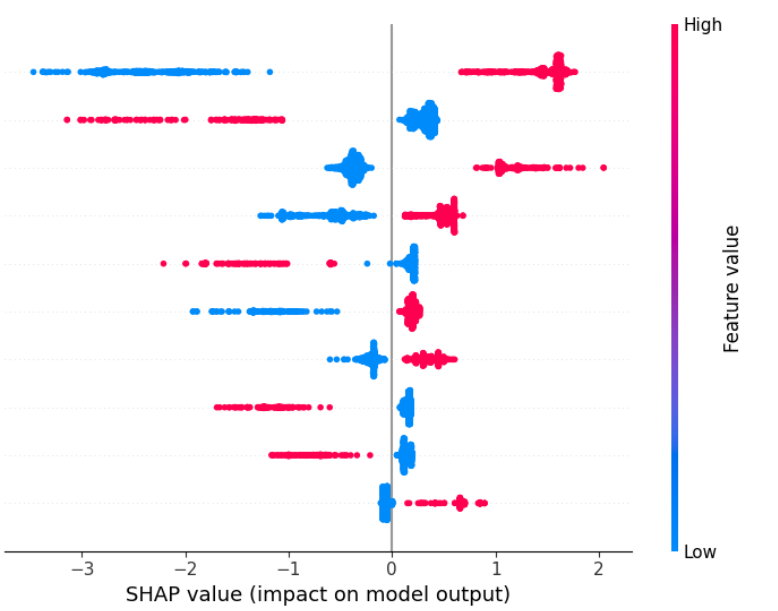 High
Feature value
Low
−3 −2 −1 0 1 2
SHAP value (impact on model output)